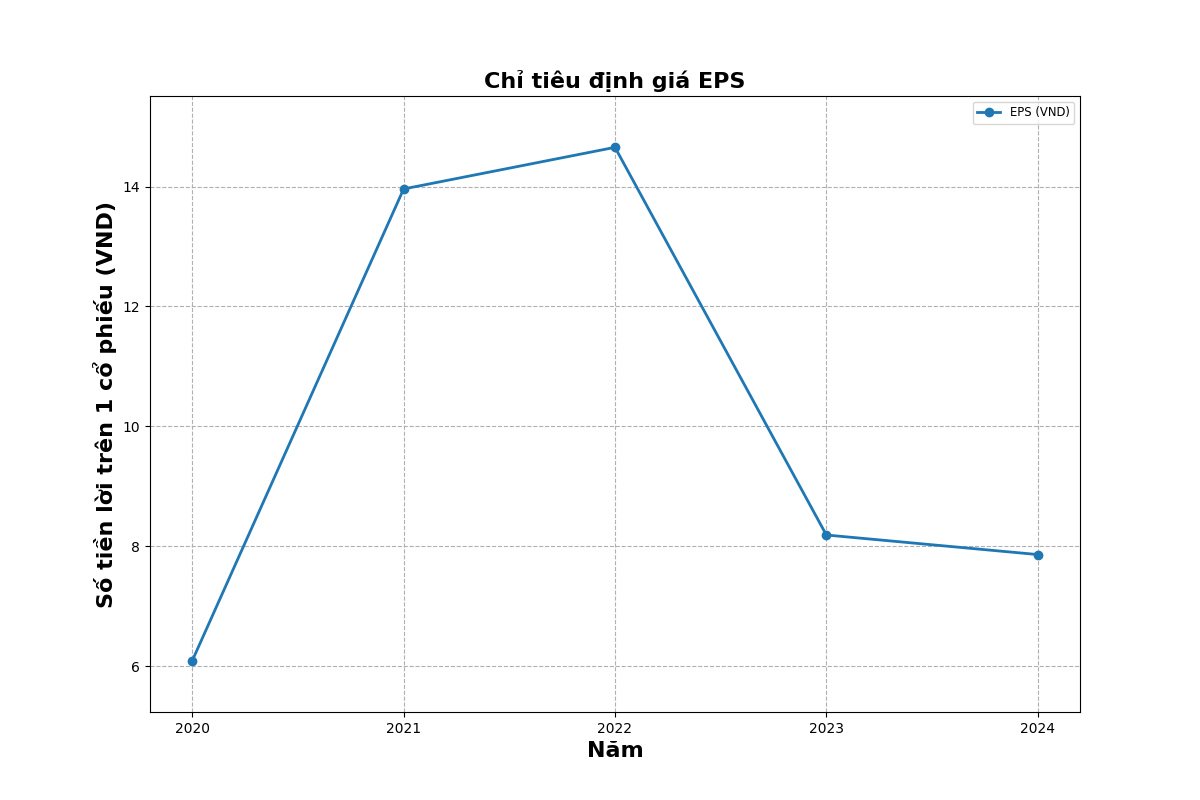 Chỉ tiêu định giá EPS
EPS (VND)
Số tiền lời trên 1 cổ phiếu (VND)
14
12
10
8
6
2020
2021
2022
2023
2024
Năm